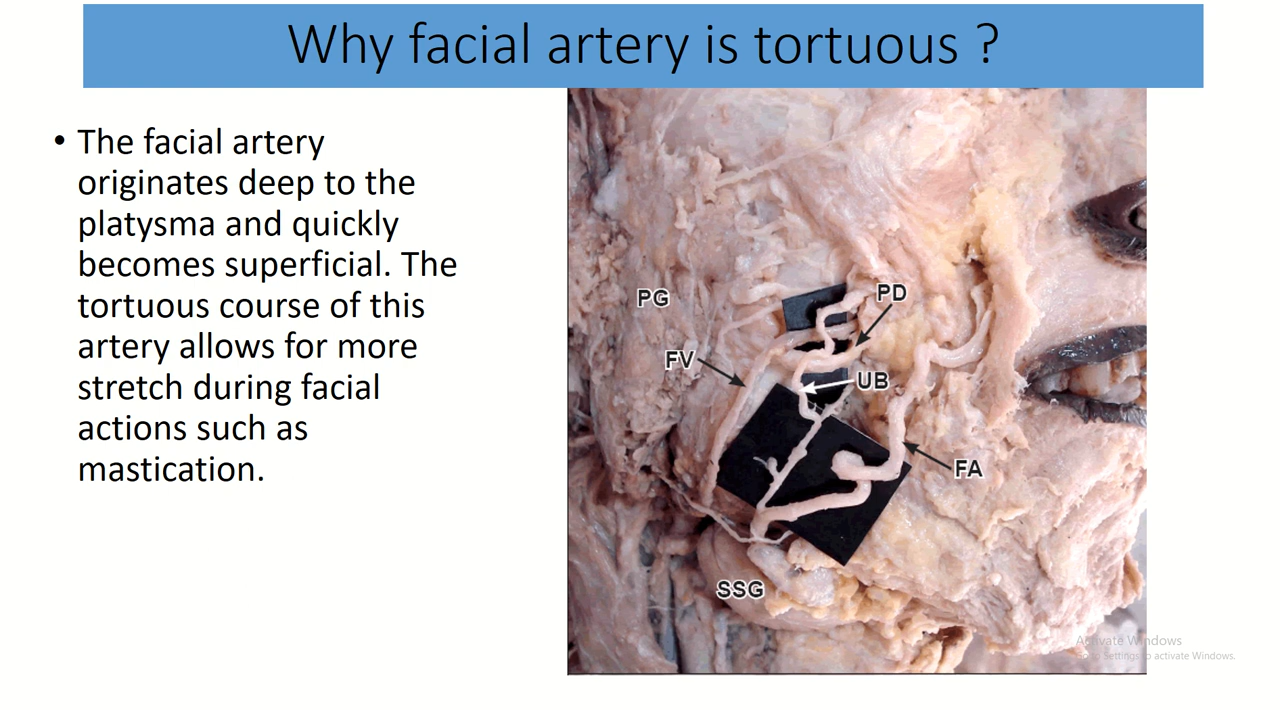 Why facial artery is tortuous ?
• The facial artery
originates deep to the
platysma and quickly
becomes superficial. The
tortuous course of this
artery allows for more
stretch during facial
actions such as
mastication.
PG
PD
FV
UB
FA
SSG
Activate Windows
Go to Settings to activate Windows.